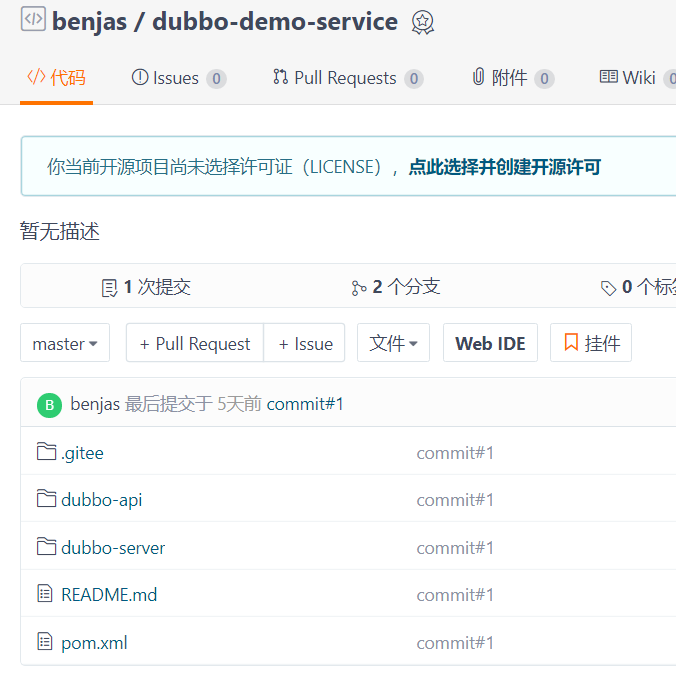 benjas / dubbo-demo-service
代码 Issues 0 Pull Requests 0 附件 0 Wiki 0
你当前开源项目尚未选择许可证（LICENSE），点此选择并创建开源许可
暂无描述
1 次提交 2 个分支 0 个标签
master + Pull Request + Issue 文件 Web IDE 挂件
B benjas 最后提交于 5天前 commit#1
.gitee commit#1
dubbo-api commit#1
dubbo-server commit#1
README.md commit#1
pom.xml commit#1